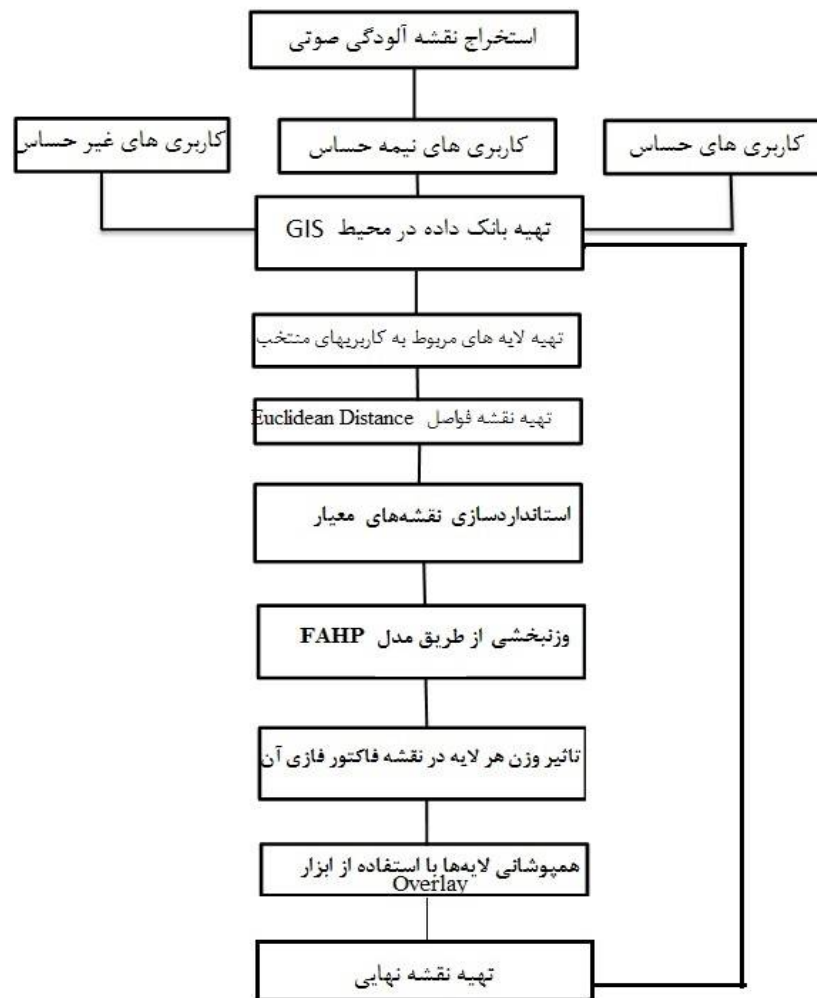 استخراج نقشه آلودگی صوتی
کاربری های حساس
کاربری های نیمه حساس
کاربری های غیر حساس
تهیه بانک داده در محیط GIS
تهیه لایه های مربوط به کاربریهای منتخب
تهیه نقشه فواصل Euclidean Distance
استانداردسازی نقشه‌های معیار
وزنبخشی از طریق مدل FAHP
تاثیر وزن هر لایه در نقشه فاکتور فازی آن
همپوشانی لایه‌ها با استفاده از ابزار
Overlay
تهیه نقشه نهایی